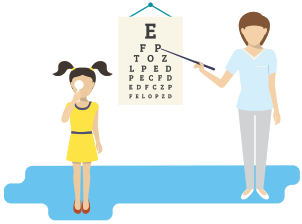 E
F P
T O Z
L P E D
P E C F D
E D F C Z P
F E L O P Z D